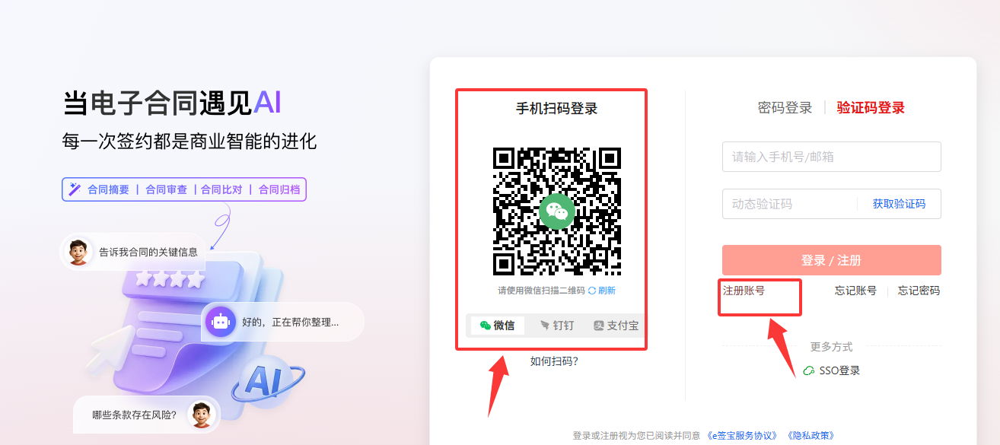 当电子合同遇见AI
每一次签约都是商业智能的进化
合同摘要 | 合同审查 | 合同比对 | 合同归档
告诉我合同的关键信息
好的，正在帮你整理...
AI
哪些条款存在风险？
手机扫码登录
请使用微信扫描二维码 刷新
微信 钉钉 支付宝
如何扫码？
密码登录 | 验证码登录
请输入手机号/邮箱
动态验证码 获取验证码
登录 / 注册
注册账号 忘记账号 | 忘记密码
更多方式
SSO登录
登录或注册视为您已阅读并同意 《e签宝服务协议》 《隐私政策》